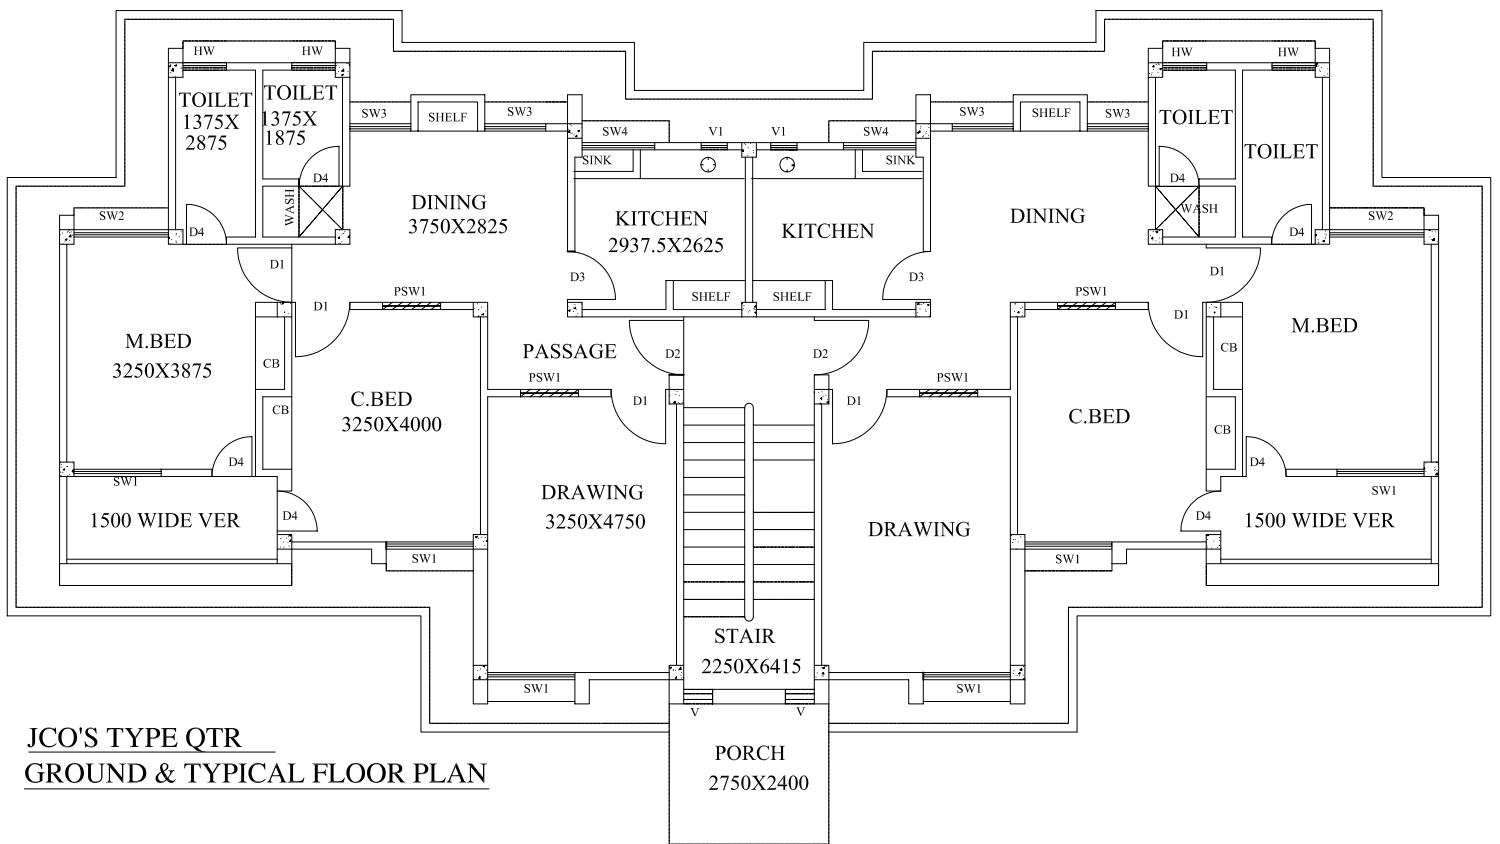 HW
HW
HW
HW
TOILET
1375X
2875
TOILET
1375X
1875
SW3
SHELF
SW3
SW4
V1
V1
SW4
SW3
SHELF
SW3
TOILET
TOILET
SINK
SINK
D4
D4
WASH
WASH
DINING
3750X2825
KITCHEN
2937.5X2625
KITCHEN
DINING
SW2
SW2
D4
D4
D1
D3
D3
D1
PSW1
SHELF
SHELF
PSW1
D1
D1
M.BED
3250X3875
PASSAGE
D2
D2
M.BED
CB
CB
PSW1
PSW1
C.BED
3250X4000
D1
D1
C.BED
CB
CB
D4
D4
SW1
SW1
DRAWING
3250X4750
DRAWING
1500 WIDE VER
D4
D4
1500 WIDE VER
SW1
SW1
STAIR
2250X6415
SW1
SW1
V
V
JCO'S TYPE QTR
GROUND & TYPICAL FLOOR PLAN
PORCH
2750X2400